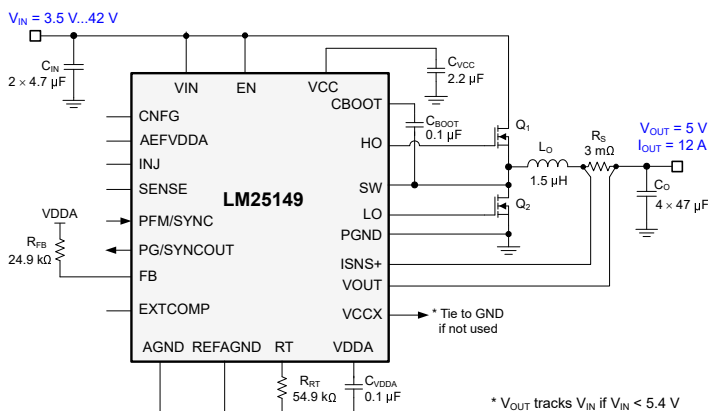 V_IN = 3.5 V...42 V
C_IN
2 × 4.7 µF
VIN
EN
VCC
C_VCC
2.2 µF
CNFG
AEFVDDA
INJ
SENSE
PFM/SYNC
PG/SYNCOUT
FB
EXTCOMP
VDDA
R_FB
24.9 kΩ
LM25149
CBOOT
C_BOOT
0.1 µF
HO
SW
LO
PGND
ISNS+
VOUT
VCCX
* Tie to GND
if not used
Q₁
Q₂
L_O
1.5 µH
R_S
3 mΩ
V_OUT = 5 V
I_OUT = 12 A
C_O
4 × 47 µF
AGND
REFAGND
RT
VDDA
R_RT
54.9 kΩ
C_VDDA
0.1 µF
* V_OUT tracks V_IN if V_IN < 5.4 V